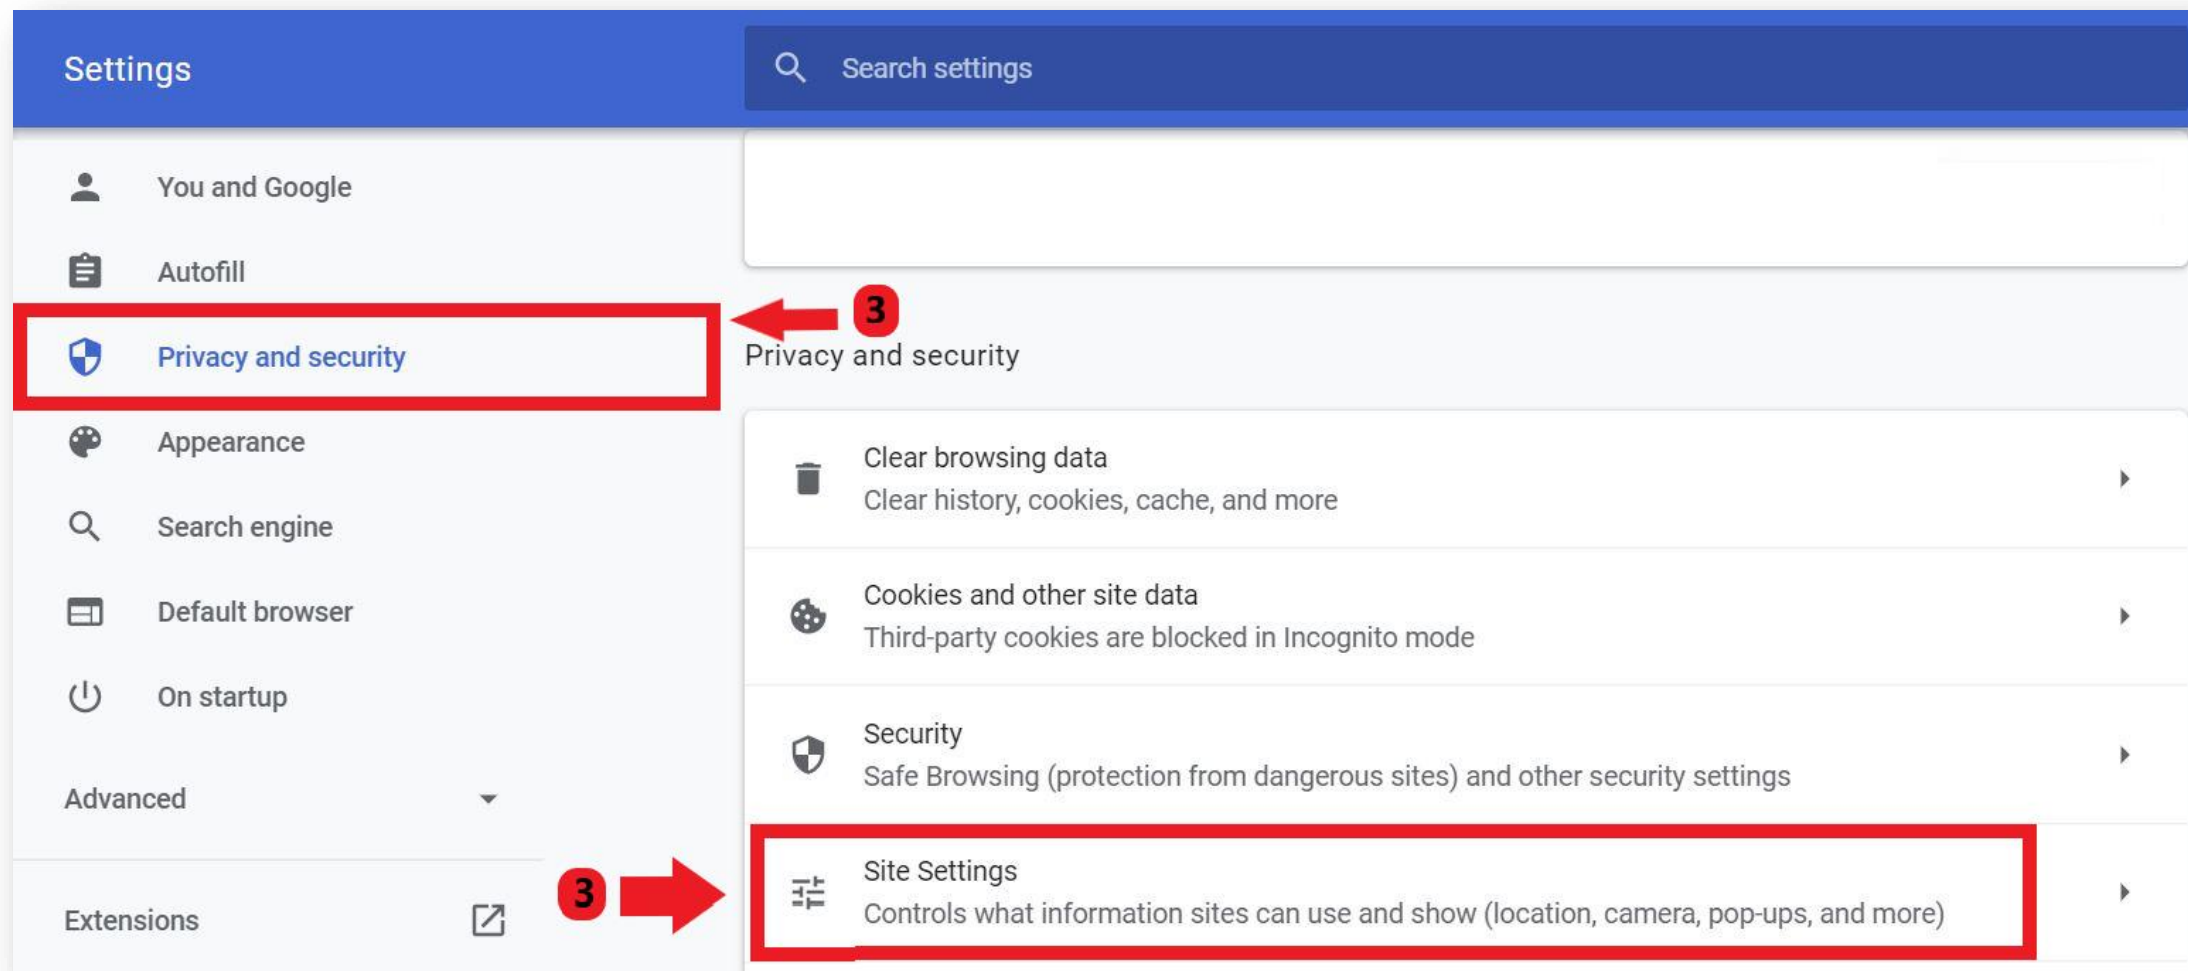 Settings
Search settings
You and Google
Autofill
3
Privacy and security
Privacy and security
Appearance
Clear browsing data
Clear history, cookies, cache, and more
Search engine
Cookies and other site data
Third-party cookies are blocked in Incognito mode
Default browser
On startup
Security
Safe Browsing (protection from dangerous sites) and other security settings
Advanced
3
Site Settings
Controls what information sites can use and show (location, camera, pop-ups, and more)
Extensions